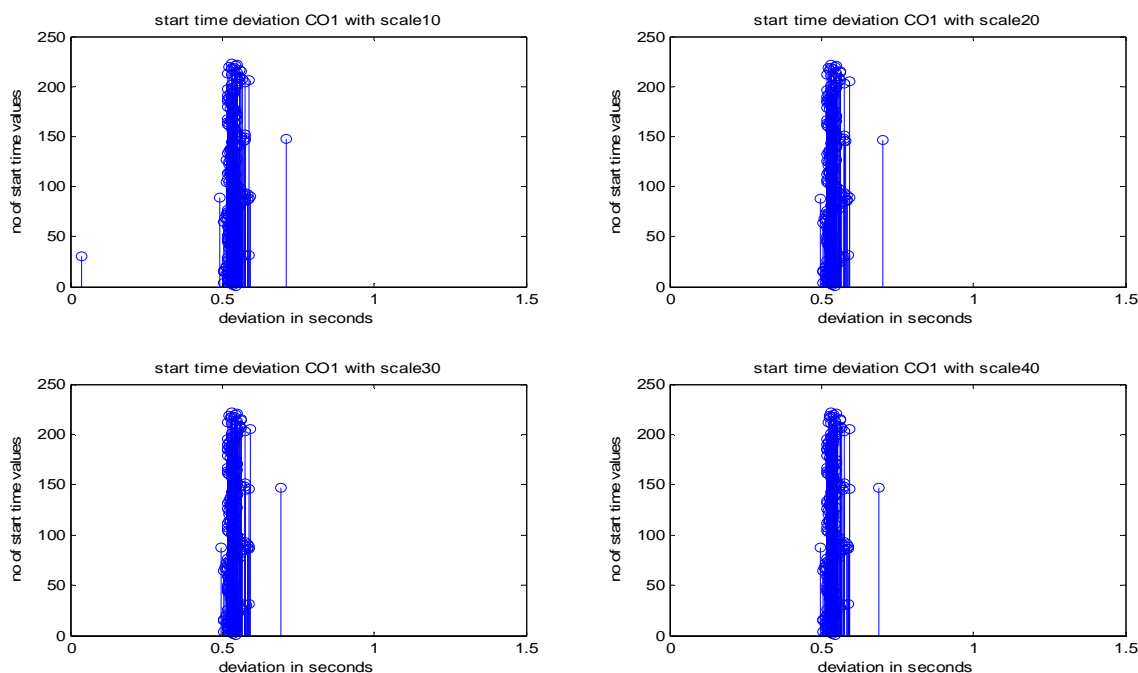 start time deviation CO1 with scale10
250
200
150
100
50
0
no of start time values
0 0.5 1 1.5
deviation in seconds
start time deviation CO1 with scale20
250
200
150
100
50
0
no of start time values
0 0.5 1 1.5
deviation in seconds
start time deviation CO1 with scale30
250
200
150
100
50
0
no of start time values
0 0.5 1 1.5
deviation in seconds
start time deviation CO1 with scale40
250
200
150
100
50
0
no of start time values
0 0.5 1 1.5
deviation in seconds